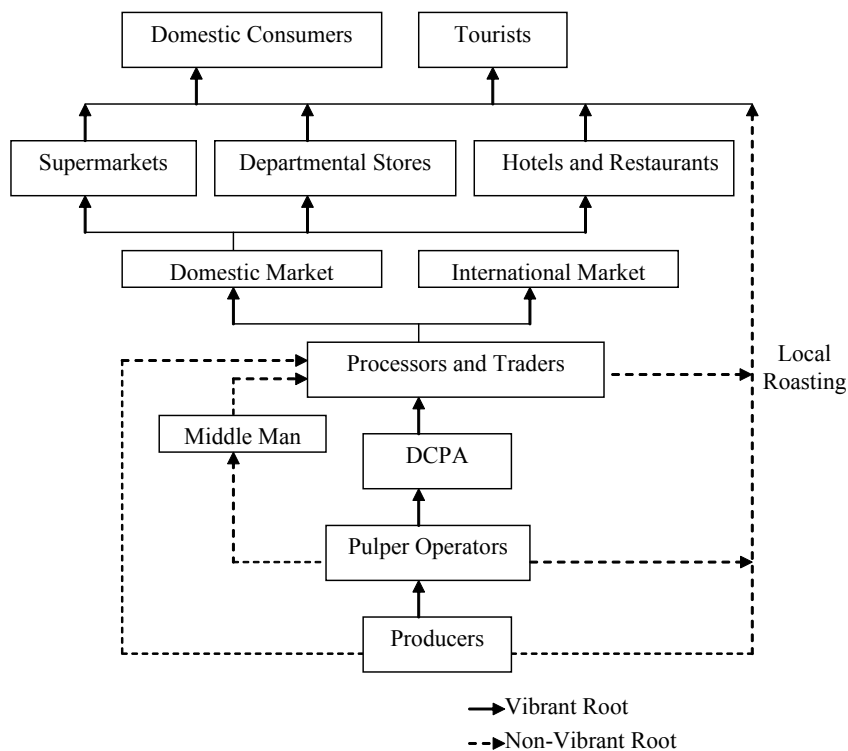 Domestic Consumers
Tourists
Supermarkets
Departmental Stores
Hotels and Restaurants
Domestic Market
International Market
Processors and Traders
Local
Roasting
Middle Man
DCPA
Pulper Operators
Producers
Vibrant Root
Non-Vibrant Root